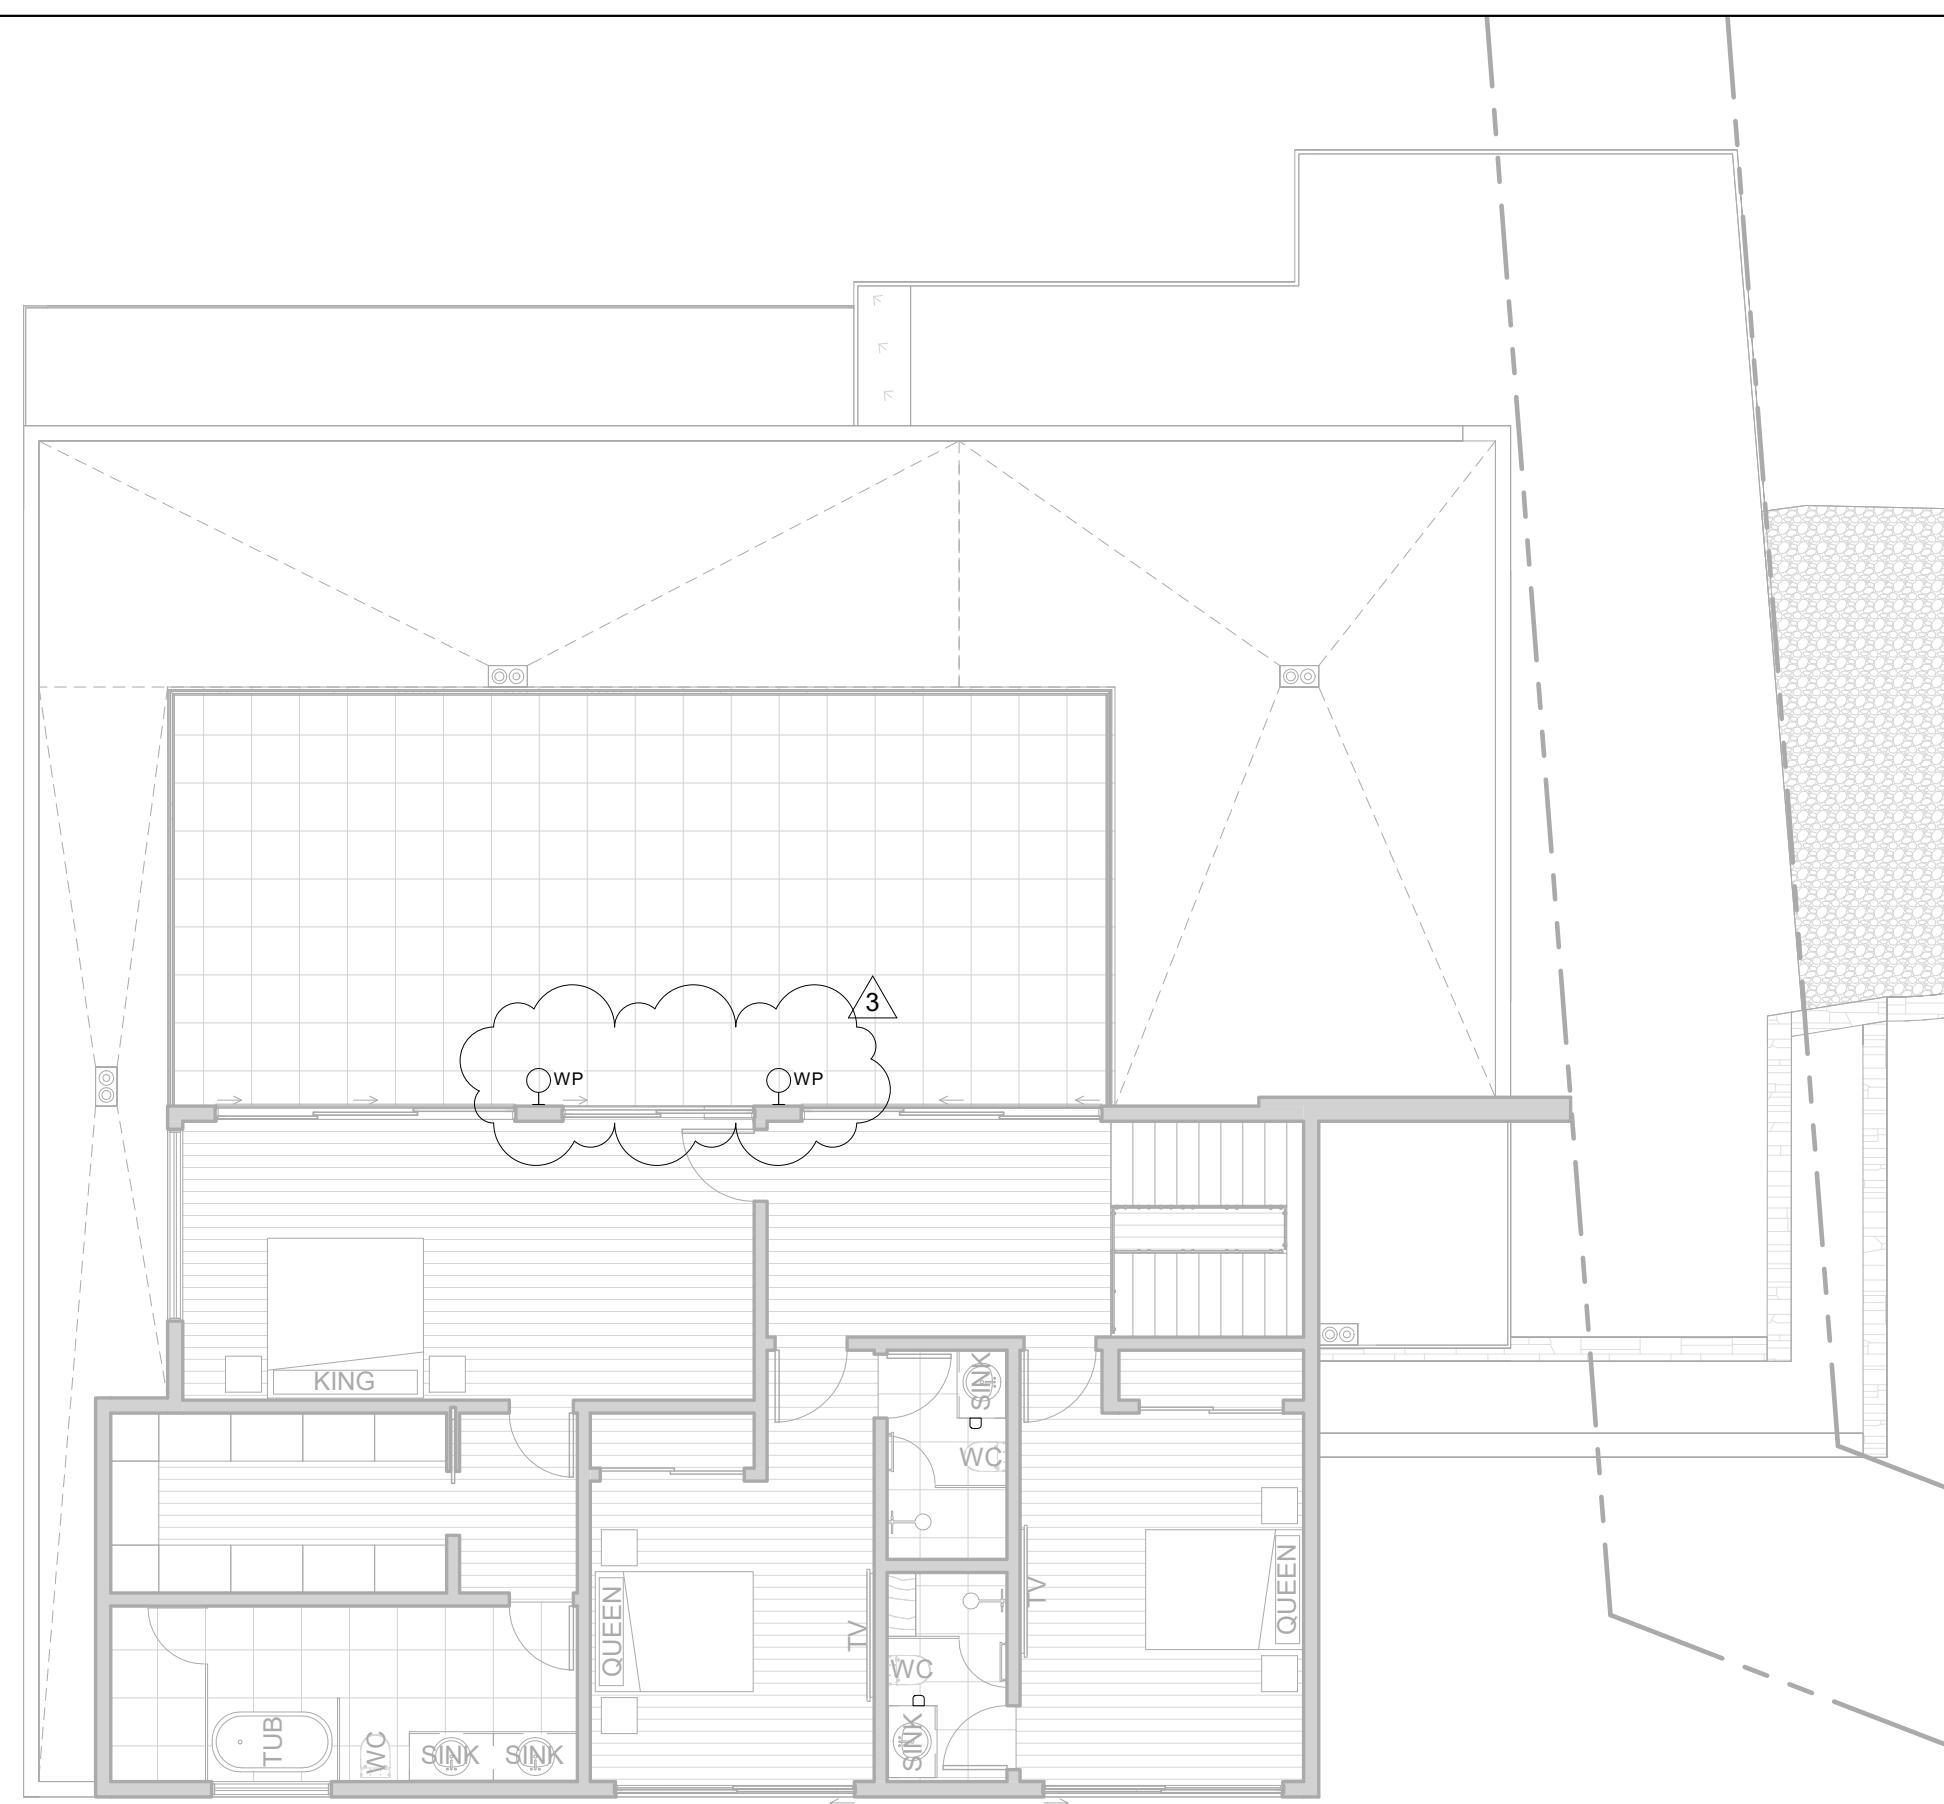 3
WP WP
KING
SINK
WC
QUEEN
TV
TV
QUEEN
WC
SINK
TUB
WC
SINK SINK